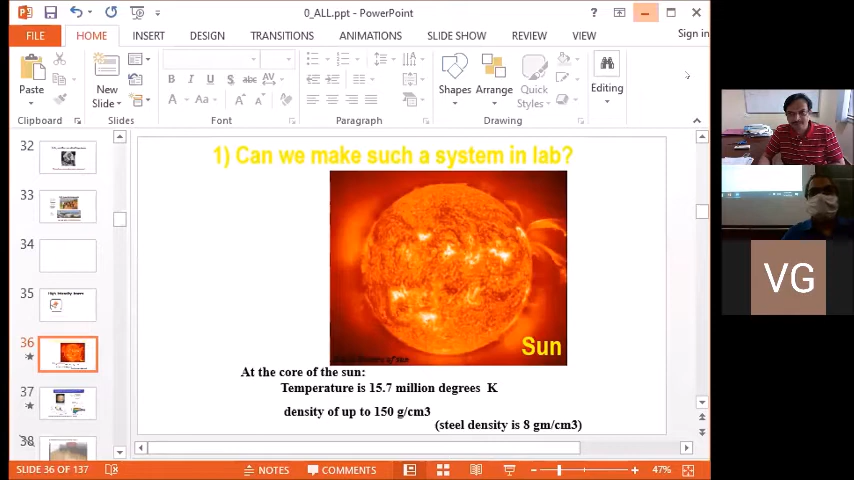 0_ALL.ppt - PowerPoint
?
FILE
HOME
INSERT
DESIGN
TRANSITIONS
ANIMATIONS
SLIDE SHOW
REVIEW
VIEW
Sign in
Paste
New
Slide
B I U S abc AV
A Aa A A
Shapes
Arrange
Quick
Styles
Editing
Clipboard
Slides
Font
Paragraph
Drawing
32
33
34
35
36
37
38
1) Can we make such a system in lab?
Sun
At the core of the sun:
Temperature is 15.7 million degrees K
density of up to 150 g/cm3
(steel density is 8 gm/cm3)
VG
SLIDE 36 OF 137
NOTES
COMMENTS
47%